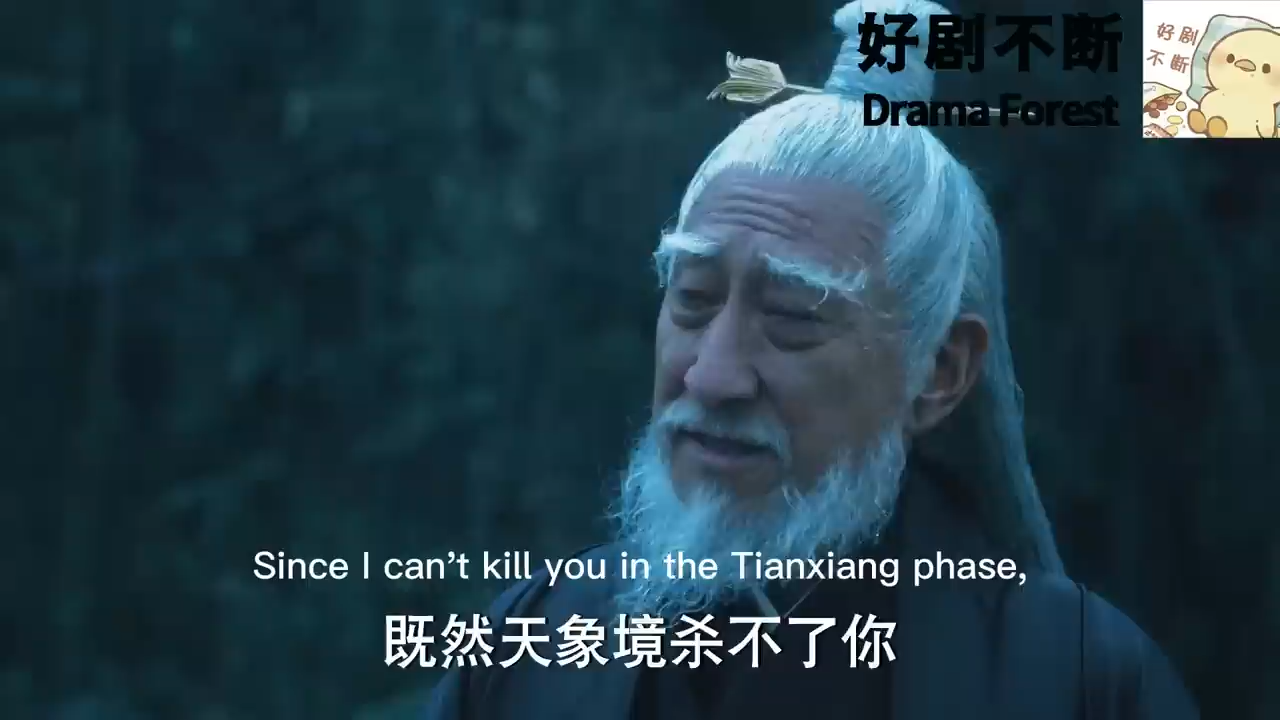 好剧不断
Drama Forest
好剧
不断
Since I can't kill you in the Tianxiang phase,
既然天象境杀不了你